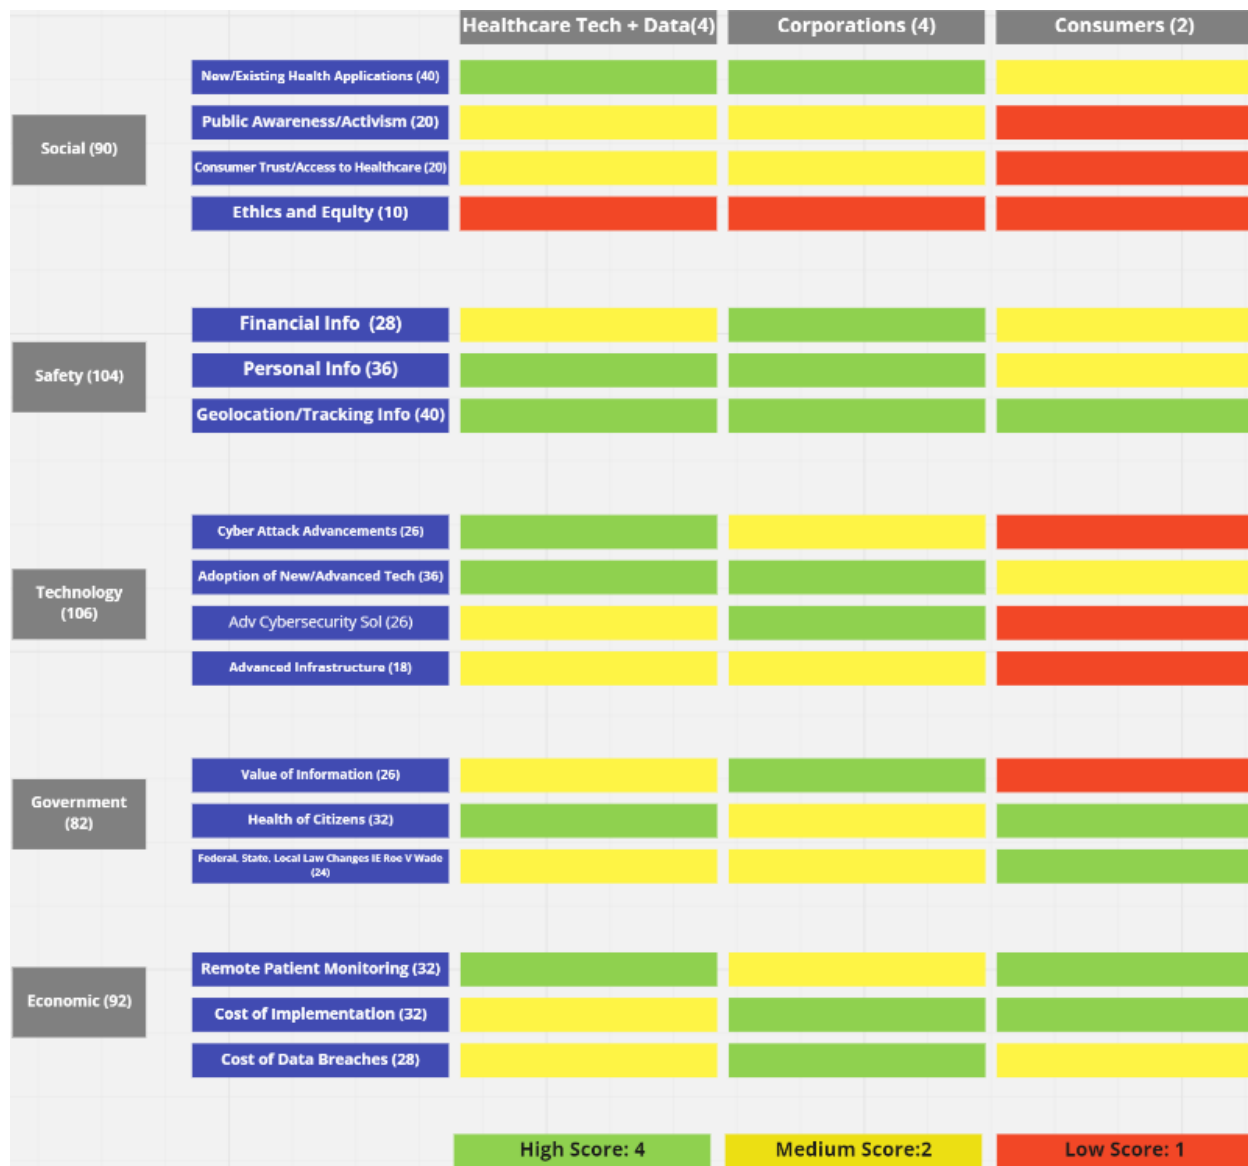 Healthcare Tech + Data(4) Corporations (4) Consumers (2)
New/Existing Health Applications (40)
Public Awareness/Activism (20)
Social (90)
Consumer Trust/Access to Healthcare (20)
Ethics and Equity (10)
Financial Info (28)
Safety (104)
Personal Info (36)
Geolocation/Tracking Info (40)
Cyber Attack Advancements (26)
Adoption of New/Advanced Tech (36)
Technology
(106)
Adv Cybersecurity Sol (26)
Advanced Infrastructure (18)
Value of Information (26)
Government
(82)
Health of Citizens (32)
Federal, State, Local Law Changes IE Roe V Wade
(24)
Remote Patient Monitoring (32)
Economic (92)
Cost of Implementation (32)
Cost of Data Breaches (28)
High Score: 4 Medium Score:2 Low Score: 1